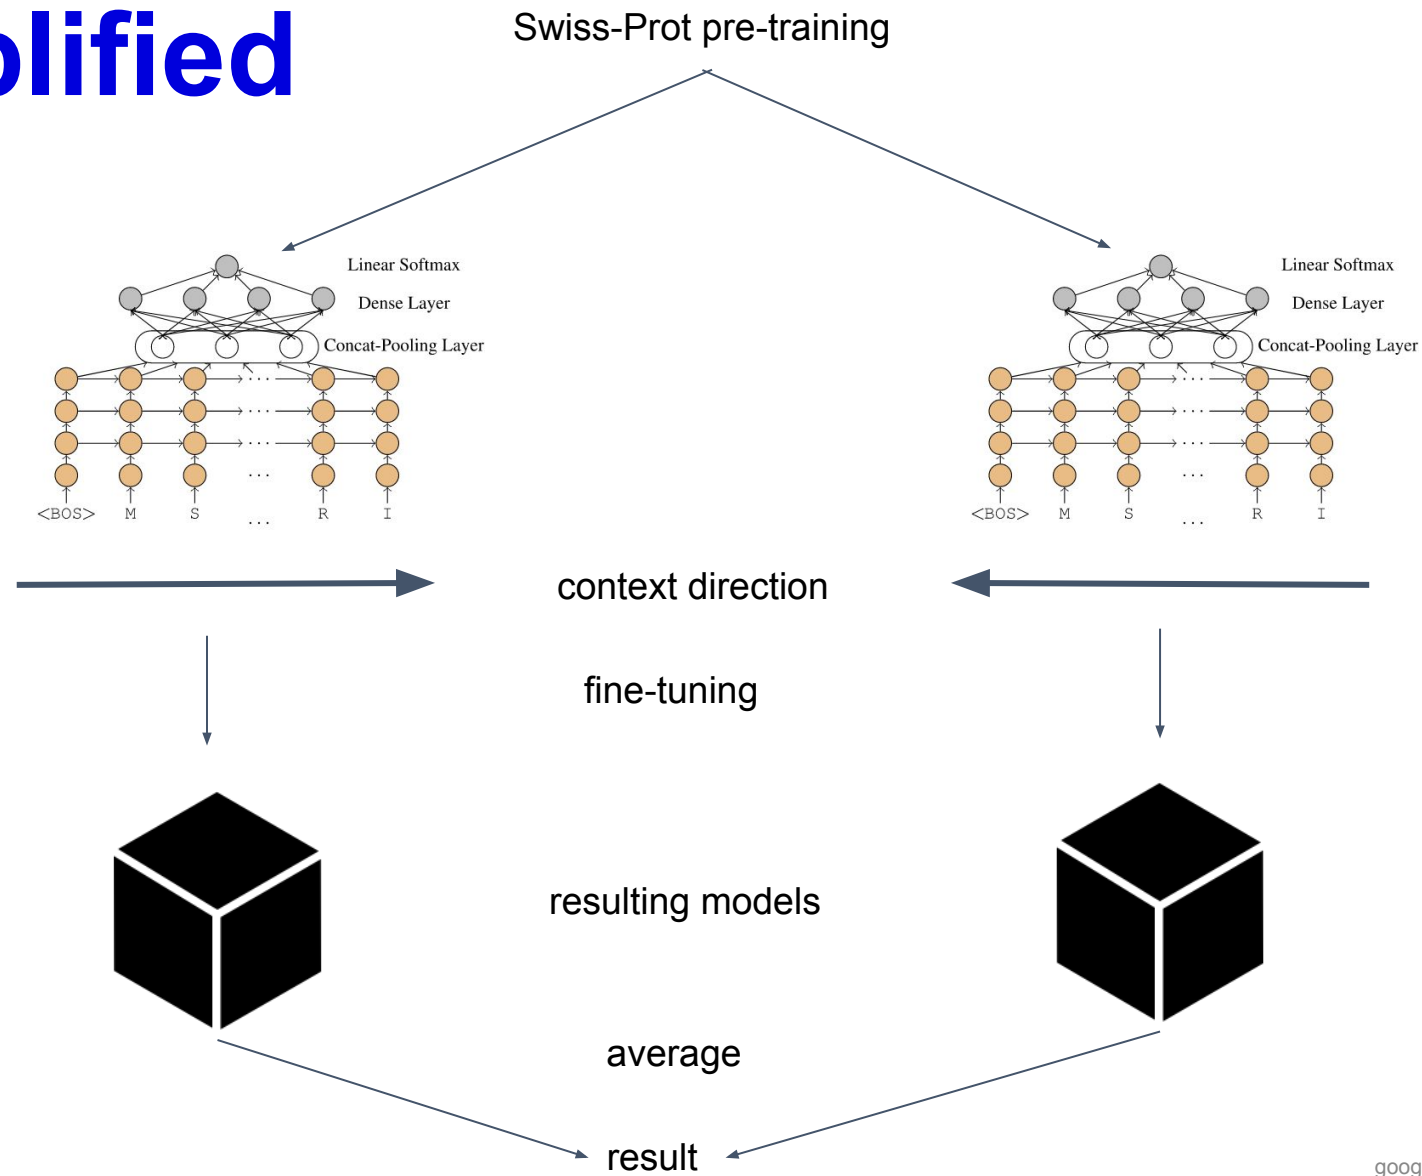 plified
Swiss-Prot pre-training
Linear Softmax
Dense Layer
Concat-Pooling Layer
... 
... 
... 
...
<BOS> M S ... R I
Linear Softmax
Dense Layer
Concat-Pooling Layer
...
...
...
...
<BOS> M S ... R I
context direction
fine-tuning
resulting models
average
result
goog